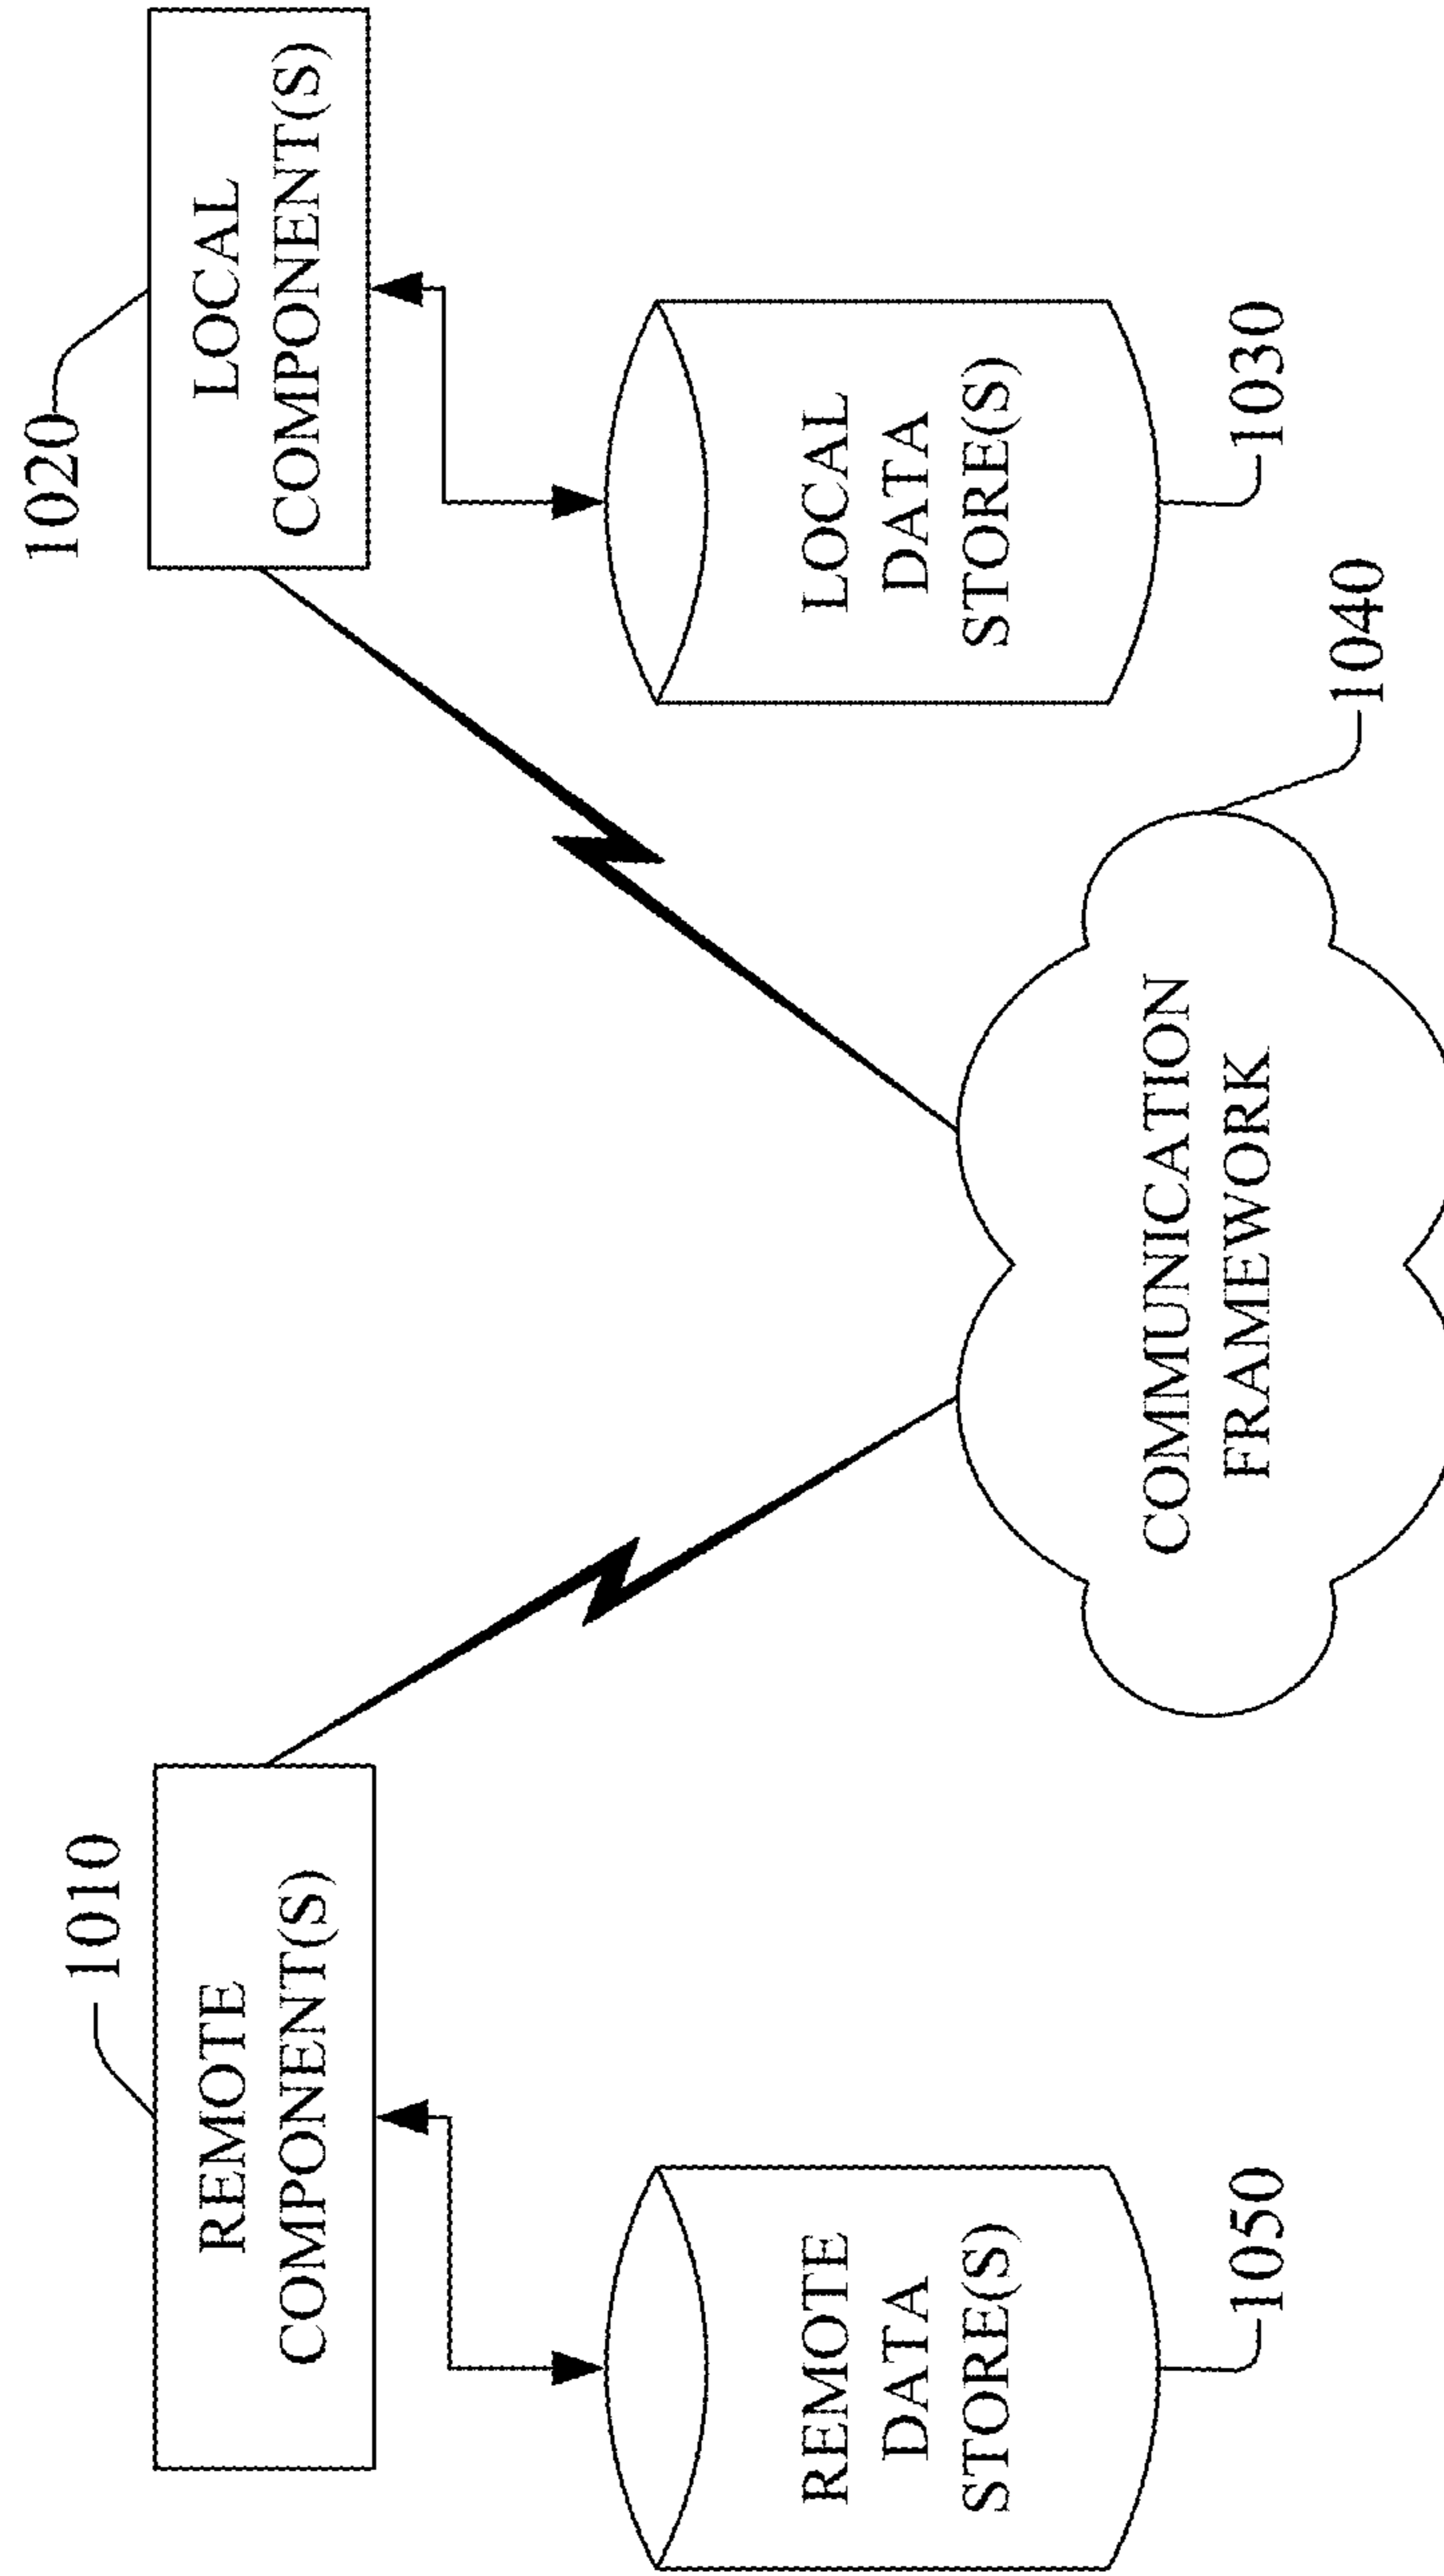 1010
REMOTE
COMPONENT(S)
1020
LOCAL
COMPONENT(S)
REMOTE
DATA
STORE(S)
1050
COMMUNICATION
FRAMEWORK
1040
LOCAL
DATA
STORE(S)
1030